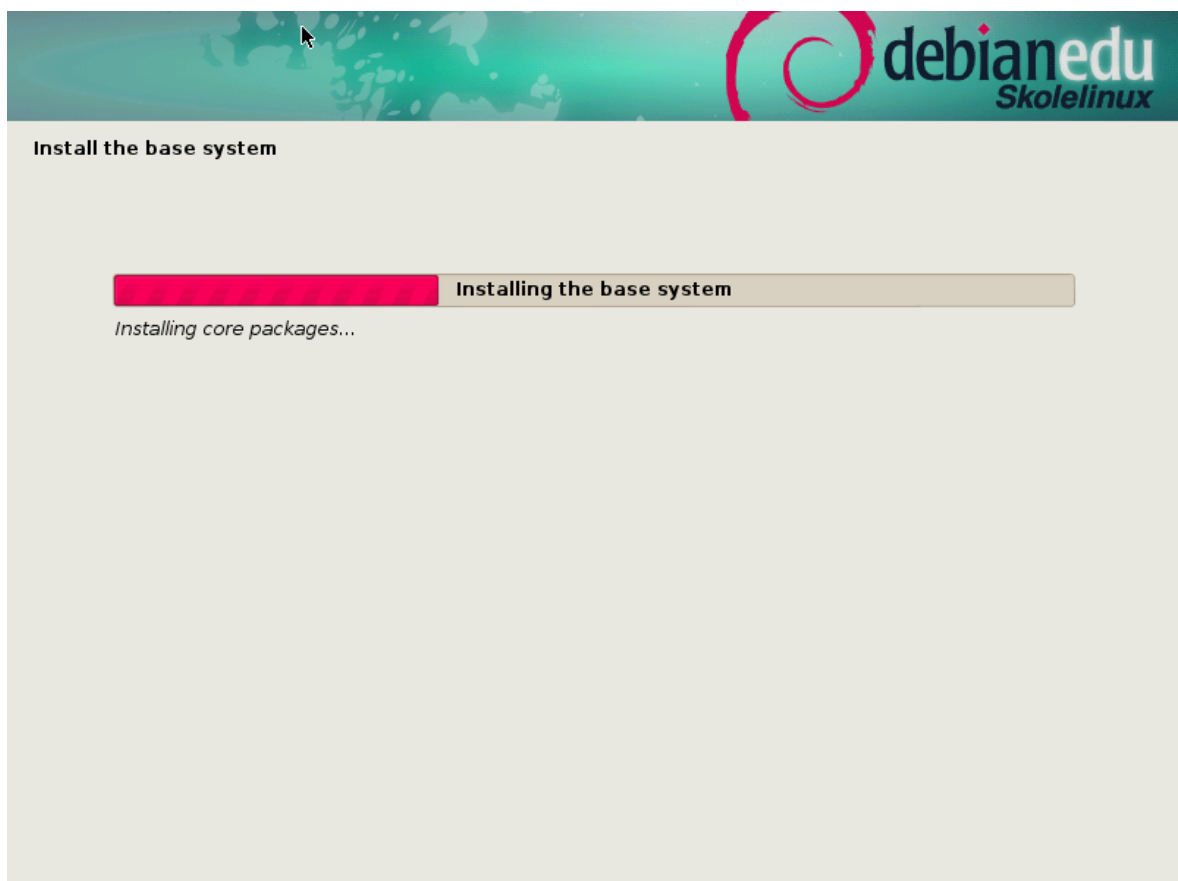 debianedu
Skolelinux
Install the base system
Installing the base system
Installing core packages...